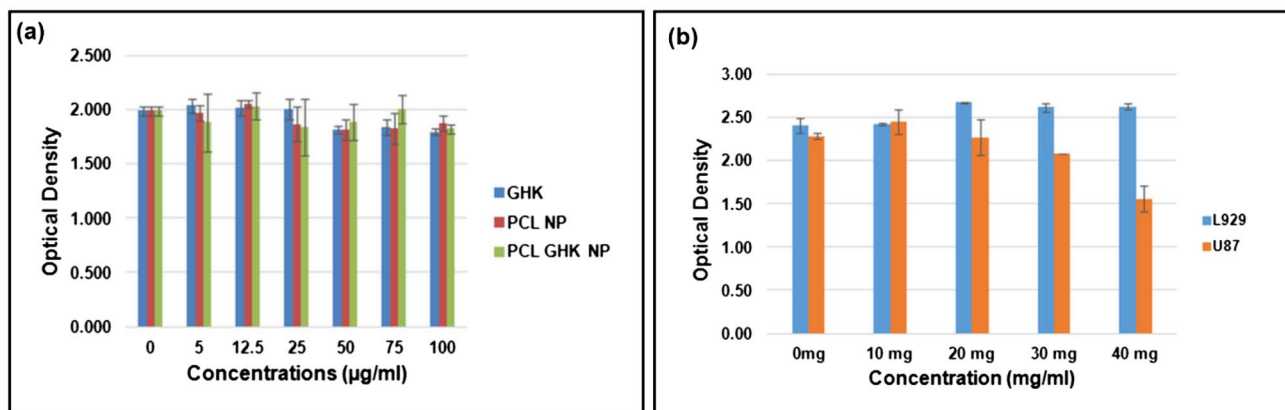 (a)
2.500
2.000
1.500
1.000
0.500
0.000
Optical Density
0 5 12.5 25 50 75 100
Concentrations (µg/ml)
GHK
PCL NP
PCL GHK NP
(b)
3.00
2.50
2.00
1.50
1.00
0.50
0.00
Optical Density
0mg 10 mg 20 mg 30 mg 40 mg
Concentration (mg/ml)
L929
U87